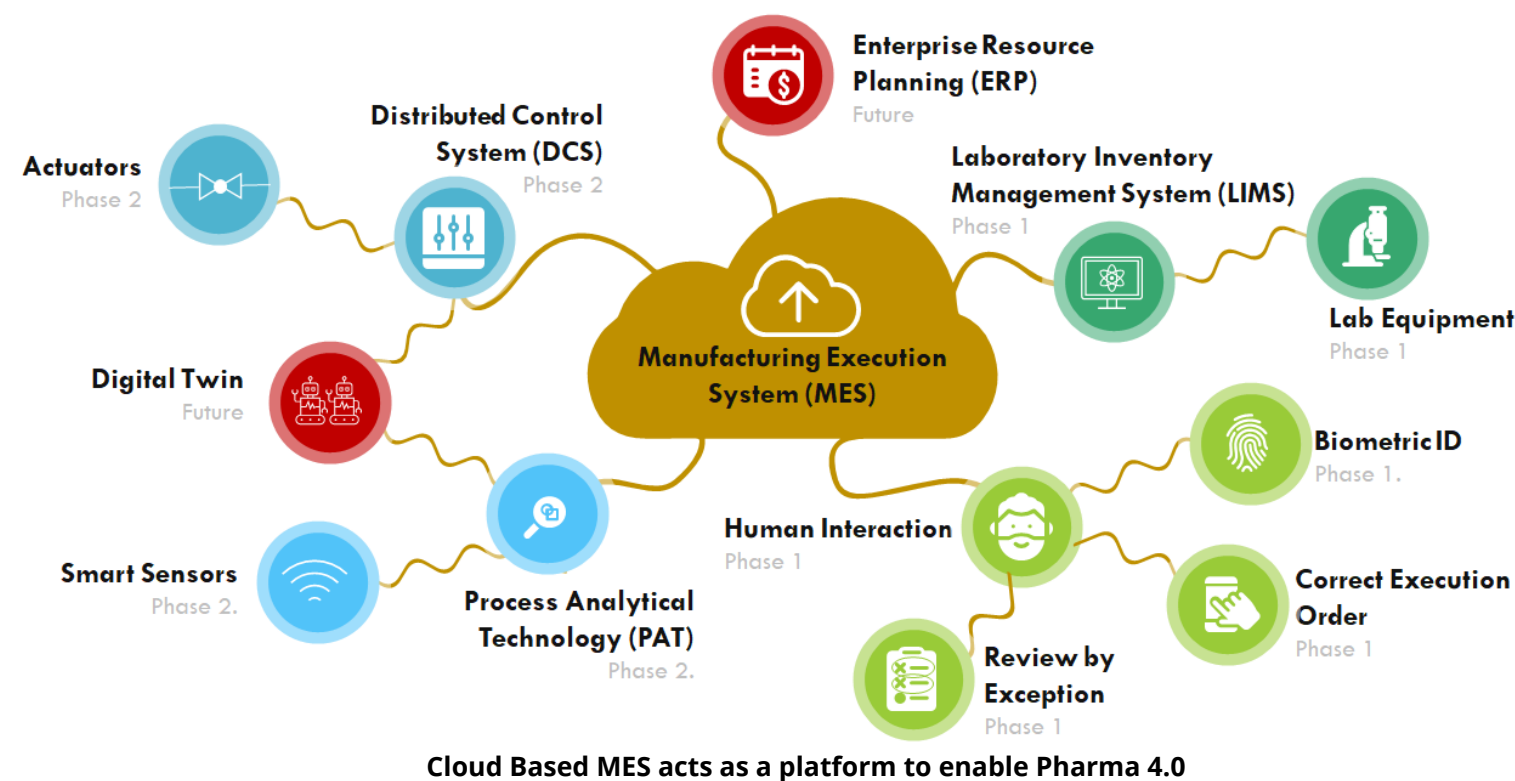 Enterprise Resource
Planning (ERP)
Future
Distributed Control
System (DCS)
Phase 2
Actuators
Phase 2
Laboratory Inventory
Management System (LIMS)
Phase 1
Lab Equipment
Phase 1
Manufacturing Execution
System (MES)
Digital Twin
Future
Biometric ID
Phase 1.
Human Interaction
Phase 1
Smart Sensors
Phase 2.
Process Analytical
Technology (PAT)
Phase 2.
Correct Execution
Order
Phase 1
Review by
Exception
Phase 1
Cloud Based MES acts as a platform to enable Pharma 4.0